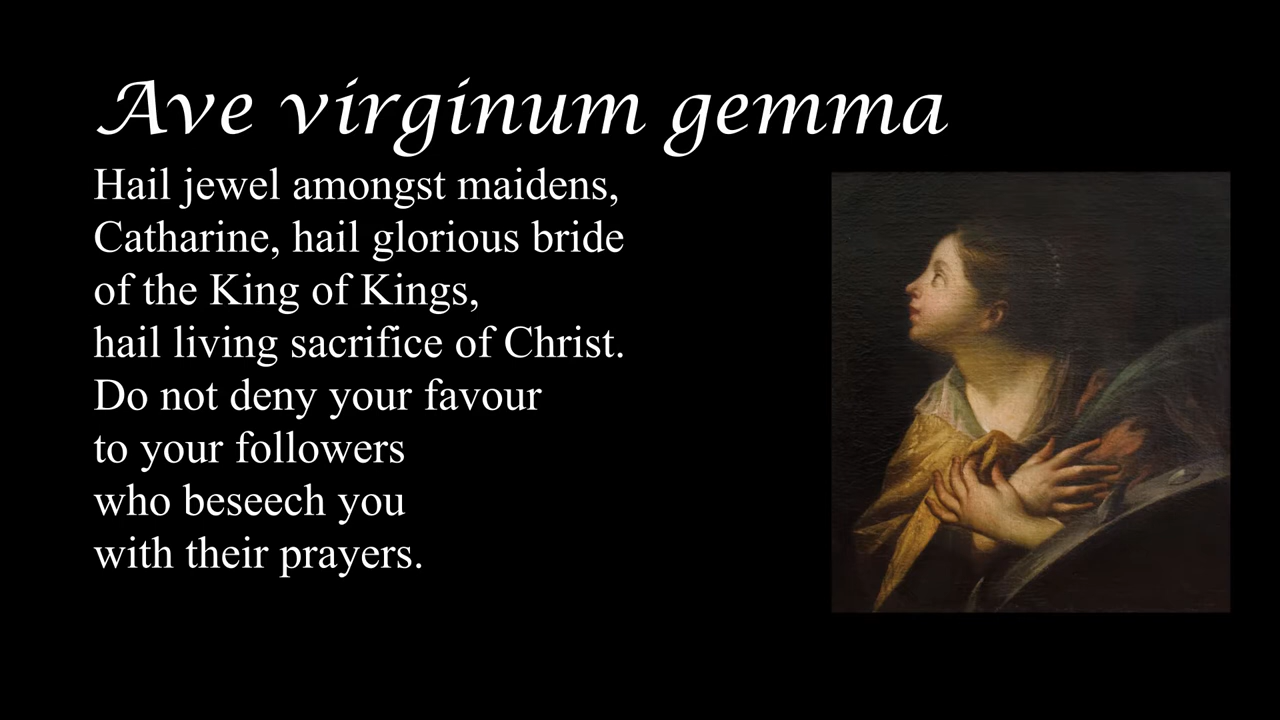 Ave virginum gemma
Hail jewel amongst maidens,
Catharine, hail glorious bride
of the King of Kings,
hail living sacrifice of Christ.
Do not deny your favour
to your followers
who beseech you
with their prayers.